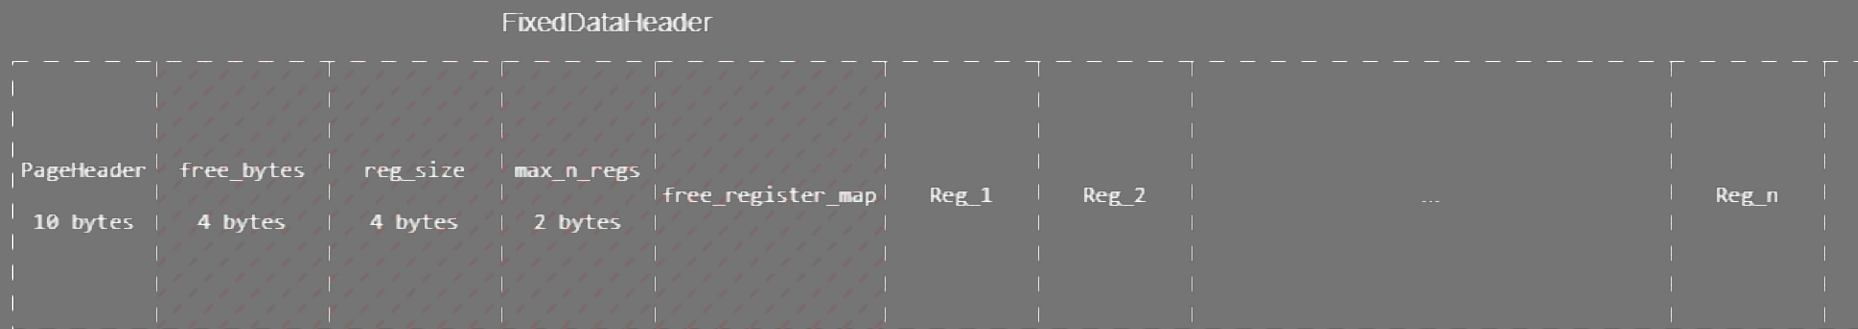 FixedDataHeader
PageHeader
10 bytes
free_bytes
4 bytes
reg_size
4 bytes
max_n_regs
2 bytes
free_register_map
Reg_1
Reg_2
...
Reg_n